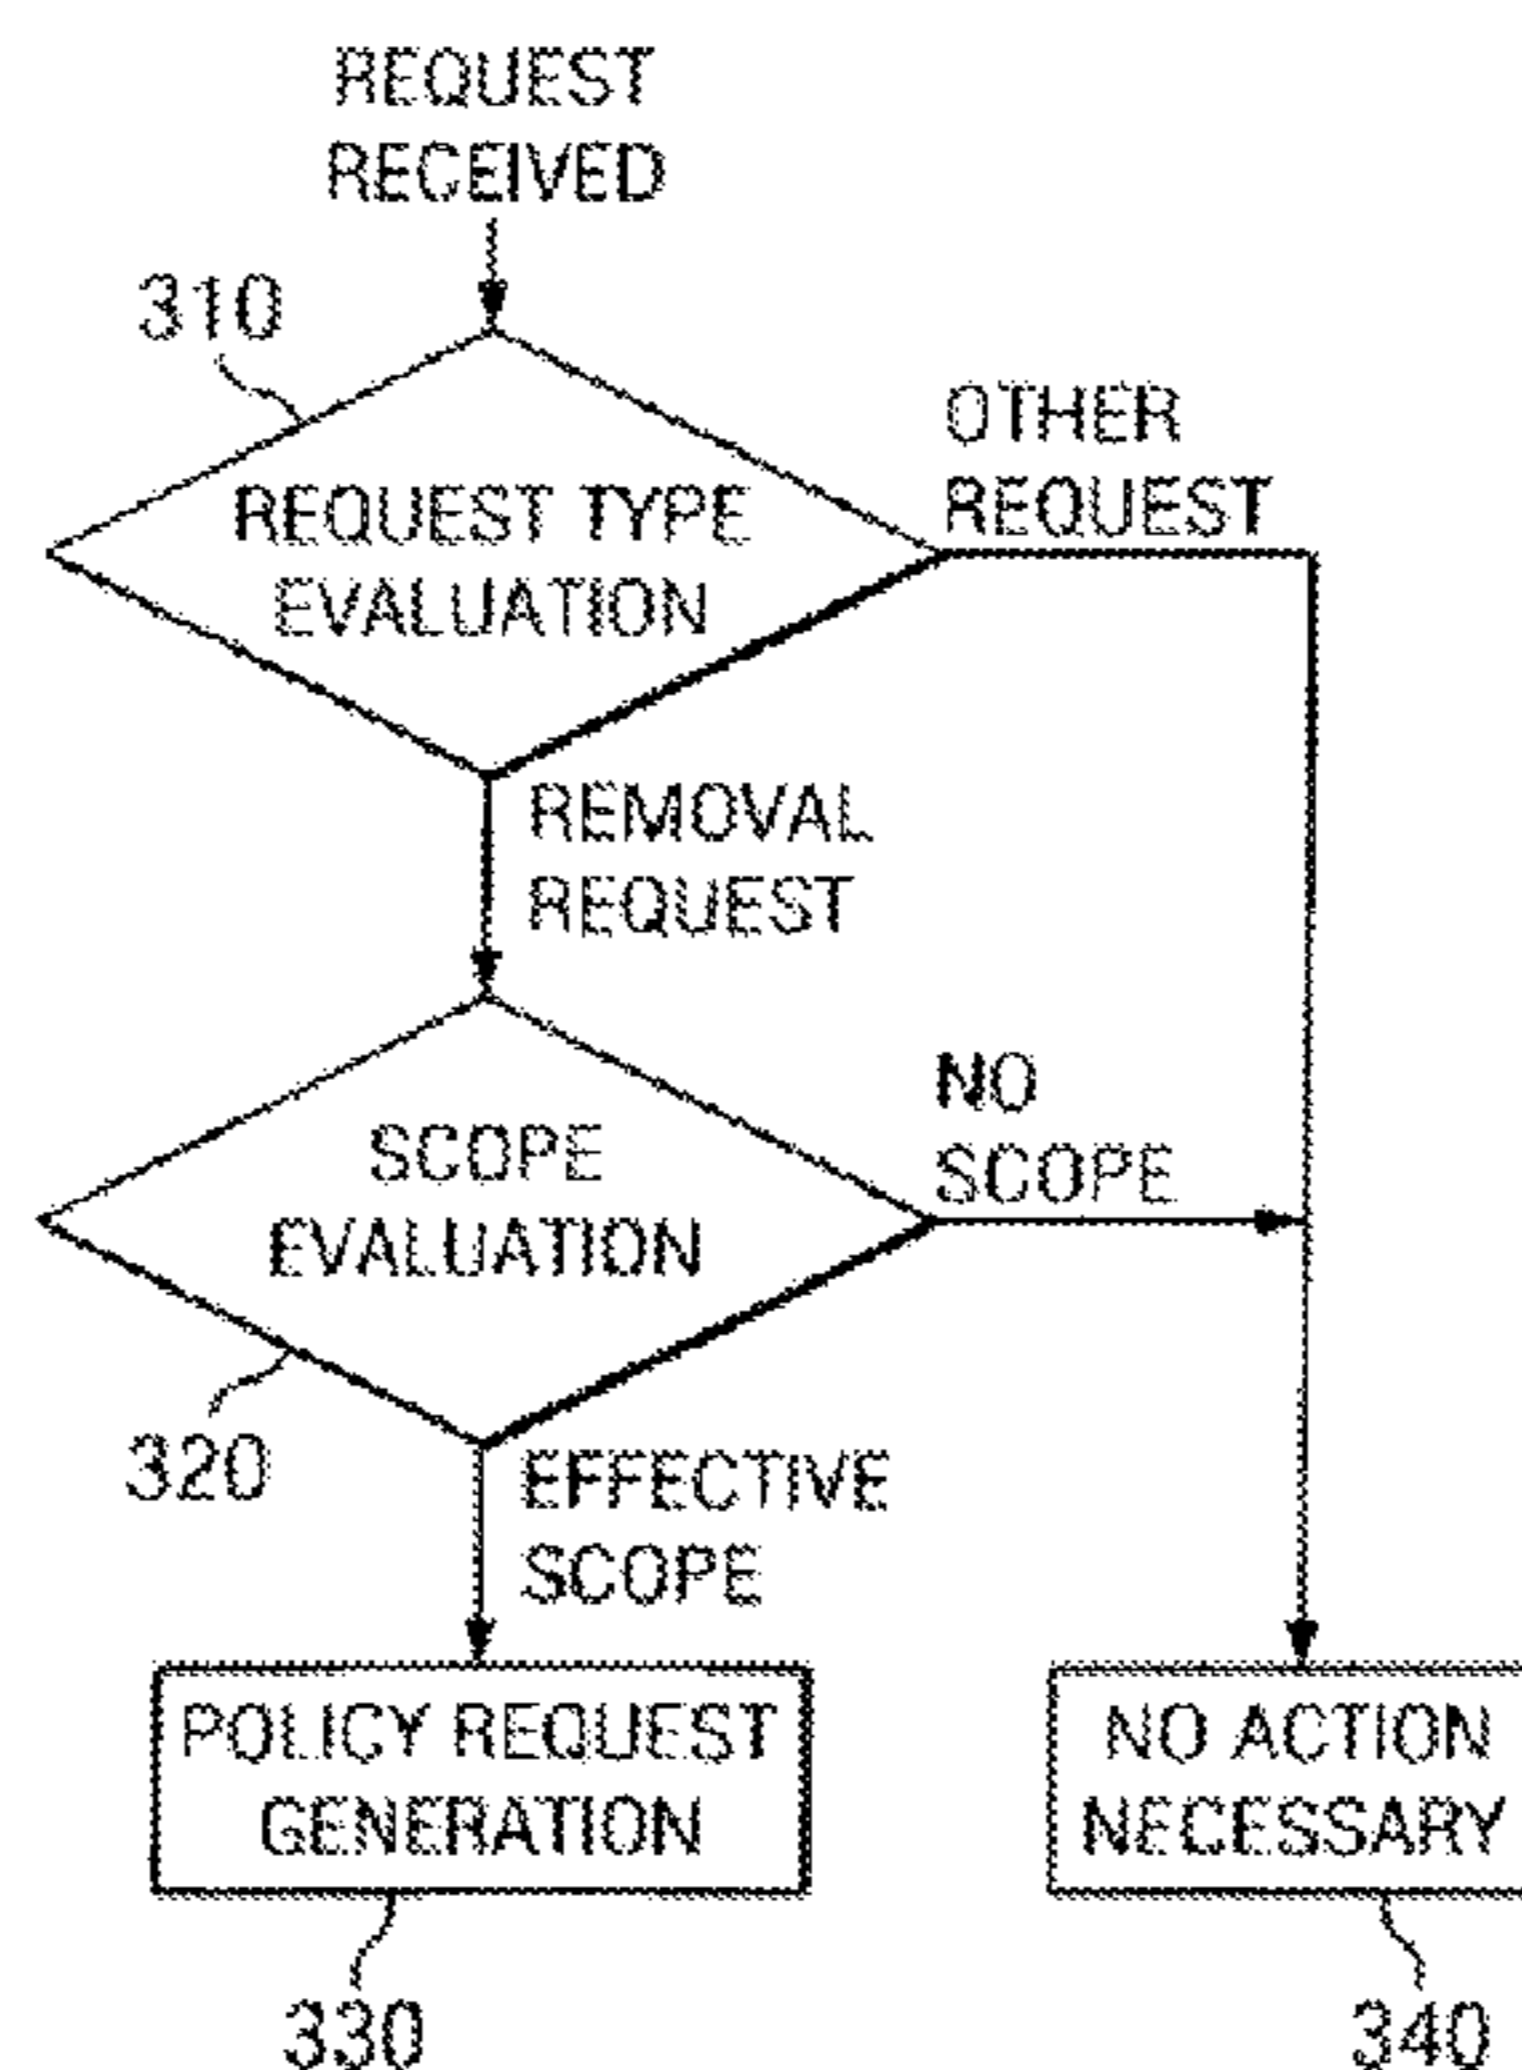 REQUEST
RECEIVED
310
REQUEST TYPE
EVALUATION
OTHER
REQUEST
REMOVAL
REQUEST
SCOPE
EVALUATION
NO
SCOPE
320
EFFECTIVE
SCOPE
POLICY REQUEST
GENERATION
NO ACTION
NECESSARY
330
340